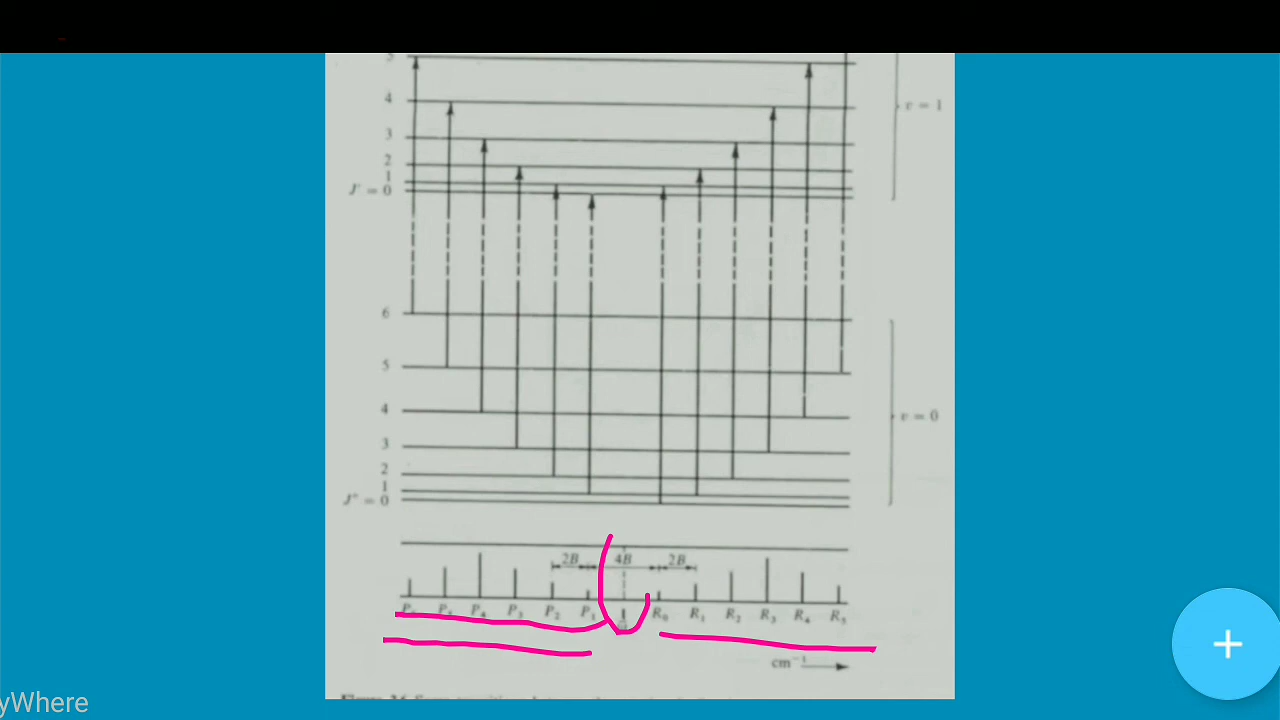 4
3
2
1
J' = 0
v = 1
6
5
4
3
2
1
J" = 0
v = 0
2B 4B 2B
P₄ P₃ P₂ P₁ R₀ R₁ R₂ R₃ R₄ R₅
cm⁻¹
yWhere